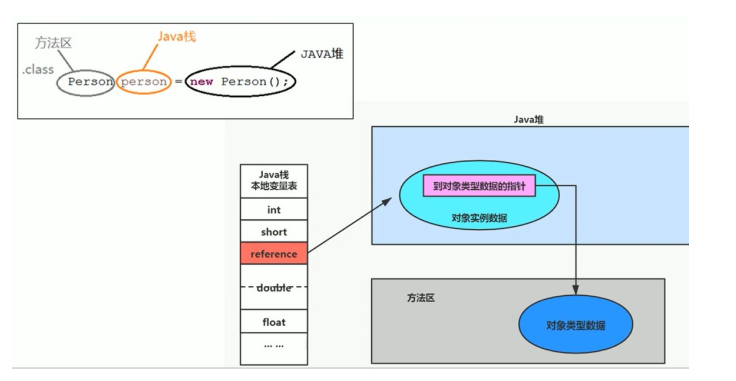 方法区
Java栈
JAVA堆
.class
Person person = new Person();
Java堆
Java栈
本地变量表
int
short
reference
double
float
... ...
到对象类型数据的指针
对象实例数据
方法区
对象类型数据